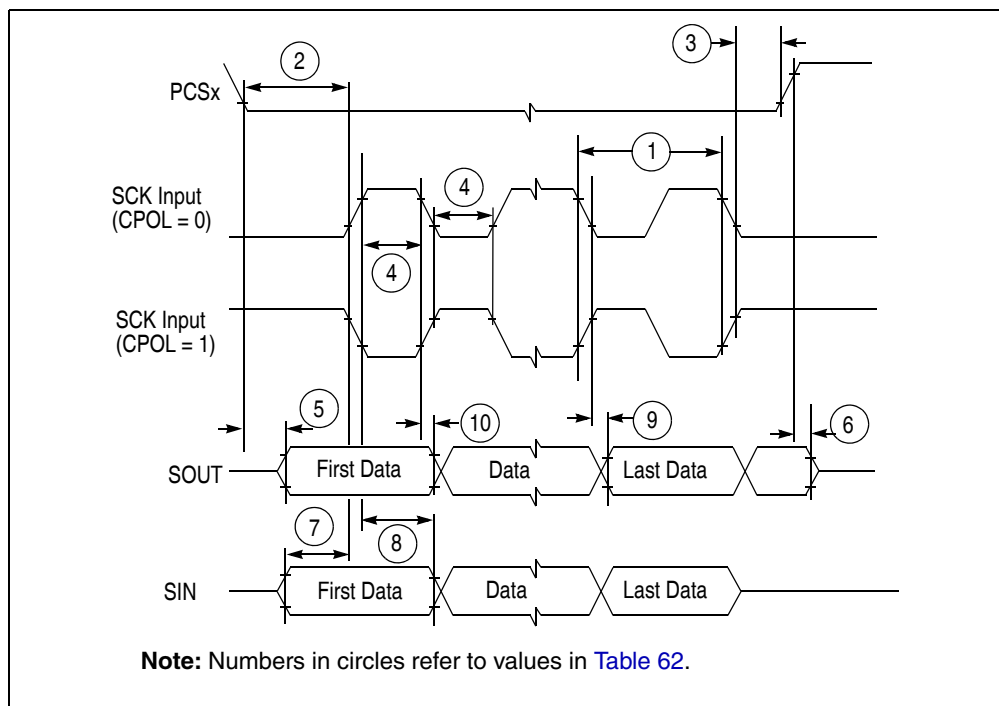 3
2
PCSx
1
SCK Input
(CPOL = 0)
4
4
SCK Input
(CPOL = 1)
5
10
9
6
SOUT
First Data
Data
Last Data
7
8
SIN
First Data
Data
Last Data
Note: Numbers in circles refer to values in Table 62.